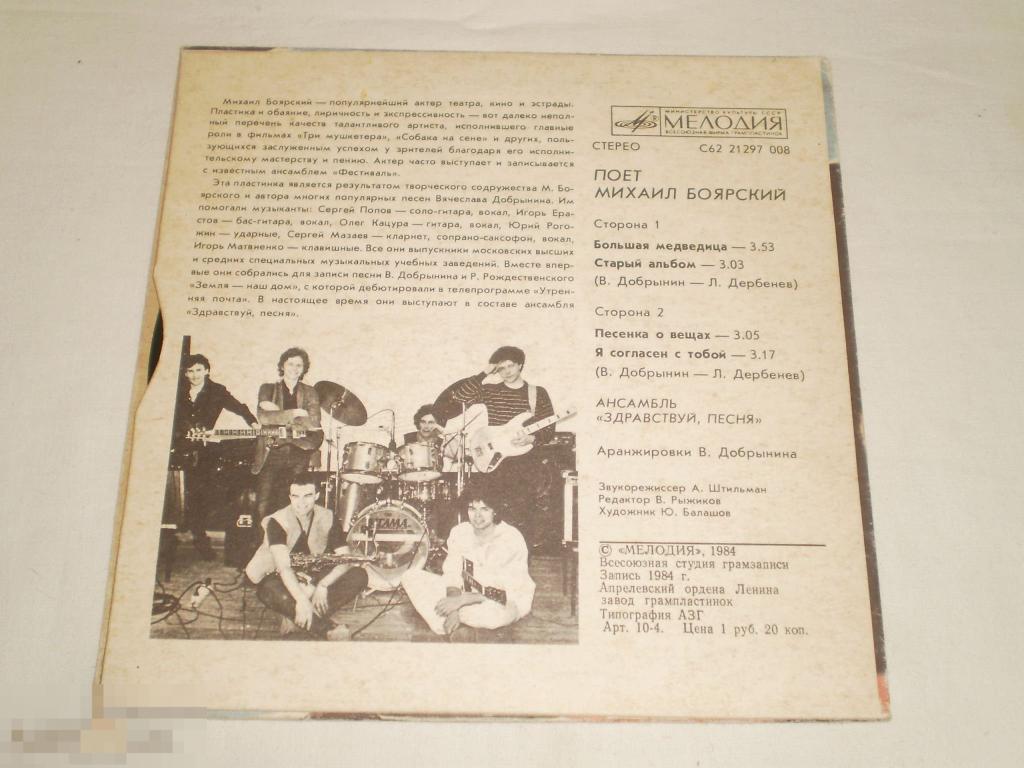 Михаил Боярский — популярнейший актер театра, кино и эстрады.
Пластика и обаяние, лиричность и экспрессивность — вот далеко непол-
ный перечень качеств талантливого артиста, исполнившего главные
роли в фильмах «Три мушкетера», «Собака на сене» и других, поль-
зующихся заслуженным успехом у зрителей благодаря его исполни-
тельскому мастерству и пению. Актер часто выступает и записывается
с известным ансамблем «Фестиваль».
Эта пластинка является результатом творческого содружества М. Бо-
ярского и автора многих популярных песен Вячеслава Добрынина. Им
помогали музыканты: Сергей Попов — соло-гитара, вокал, Игорь Ера-
стов — бас-гитара, вокал, Олег Кацура — гитара, вокал, Юрий Рого-
жин — ударные, Сергей Мазаев — кларнет, сопрано-саксофон, вокал,
Игорь Матвиенко — клавишные. Все они выпускники московских высших
и средних специальных музыкальных учебных заведений. Вместе впер-
вые они собрались для записи песни В. Добрынина и Р. Рождественского
«Земля — наш дом», с которой дебютировали в телепрограмме «Утрен-
няя почта». В настоящее время они выступают в составе ансамбля
«Здравствуй, песня».
TAMA
МИНИСТЕРСТВО КУЛЬТУРЫ СССР
МЕЛОДИЯ
ВСЕСОЮЗНАЯ ФИРМА ГРАМПЛАСТИНОК
СТЕРЕО С62 21297 008
ПОЕТ
МИХАИЛ БОЯРСКИЙ
Сторона 1
Большая медведица — 3.53
Старый альбом — 3.03
(В. Добрынин — Л. Дербенев)
Сторона 2
Песенка о вещах — 3.05
Я согласен с тобой — 3.17
(В. Добрынин — Л. Дербенев)
АНСАМБЛЬ
«ЗДРАВСТВУЙ, ПЕСНЯ»
Аранжировки В. Добрынина
Звукорежиссер А. Штильман
Редактор В. Рыжиков
Художник Ю. Балашов
© «МЕЛОДИЯ», 1984
Всесоюзная студия грамзаписи
Запись 1984 г.
Апрелевский ордена Ленина
завод грампластинок
Типография АЗГ
Арт. 10-4. Цена 1 руб. 20 коп.